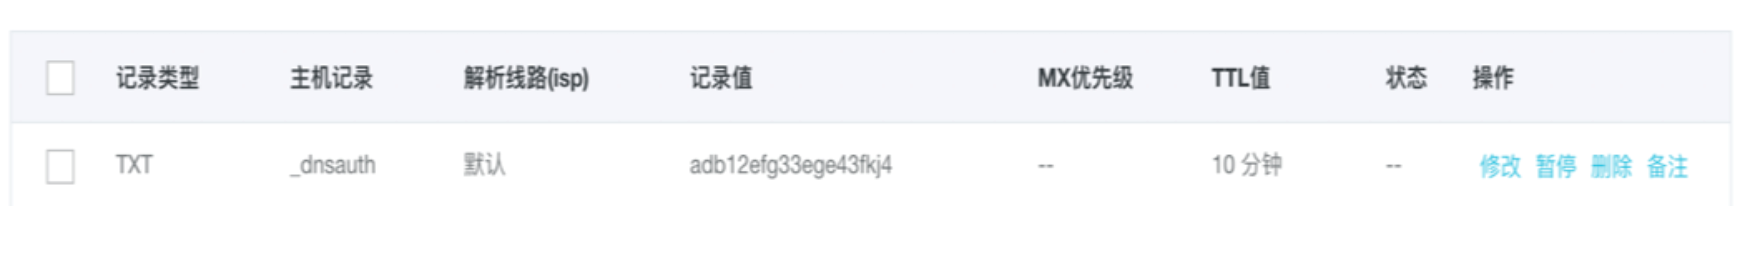 记录类型 主机记录 解析线路(isp) 记录值 MX优先级 TTL值 状态 操作
TXT _dnsauth 默认 adb12efg33ege43fkj4 -- 10 分钟 -- 修改 暂停 删除 备注